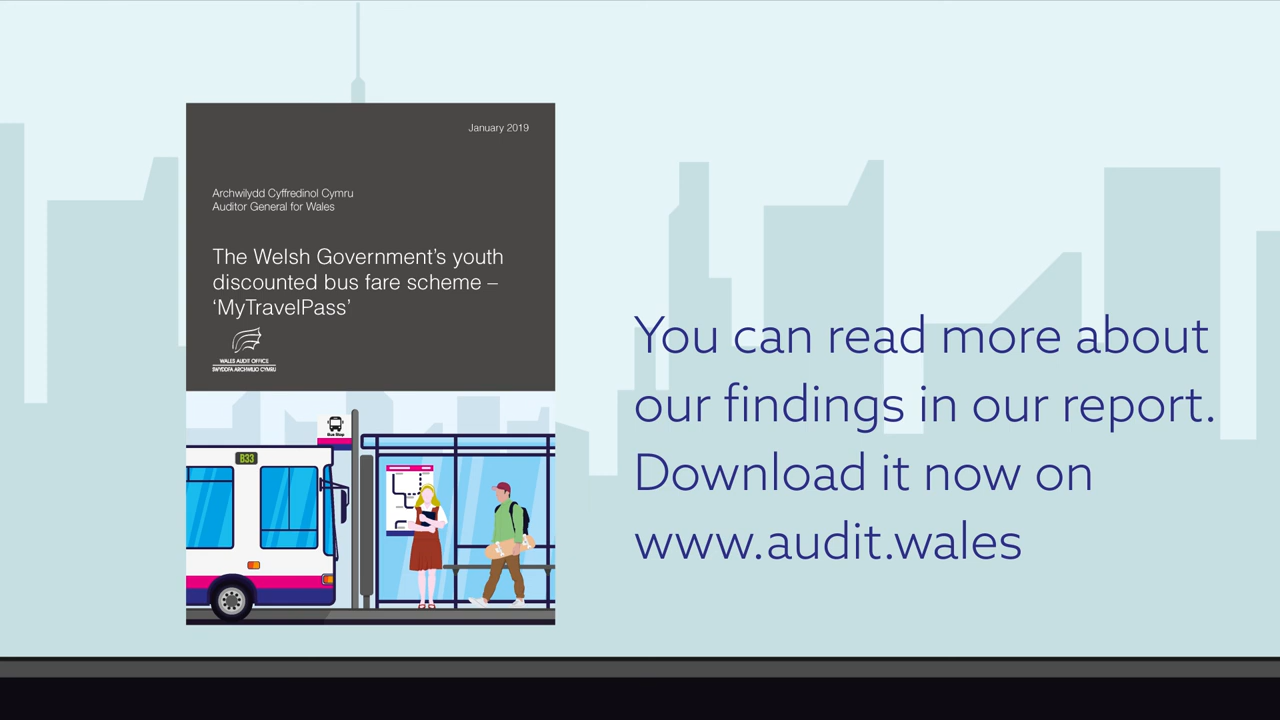 January 2019
Archwilydd Cyffredinol Cymru
Auditor General for Wales
The Welsh Government’s youth
discounted bus fare scheme –
‘MyTravelPass’
WALES AUDIT OFFICE
SWYDDFA ARCHWILIO CYMRU
Bus Stop
B33
You can read more about
our findings in our report.
Download it now on
www.audit.wales